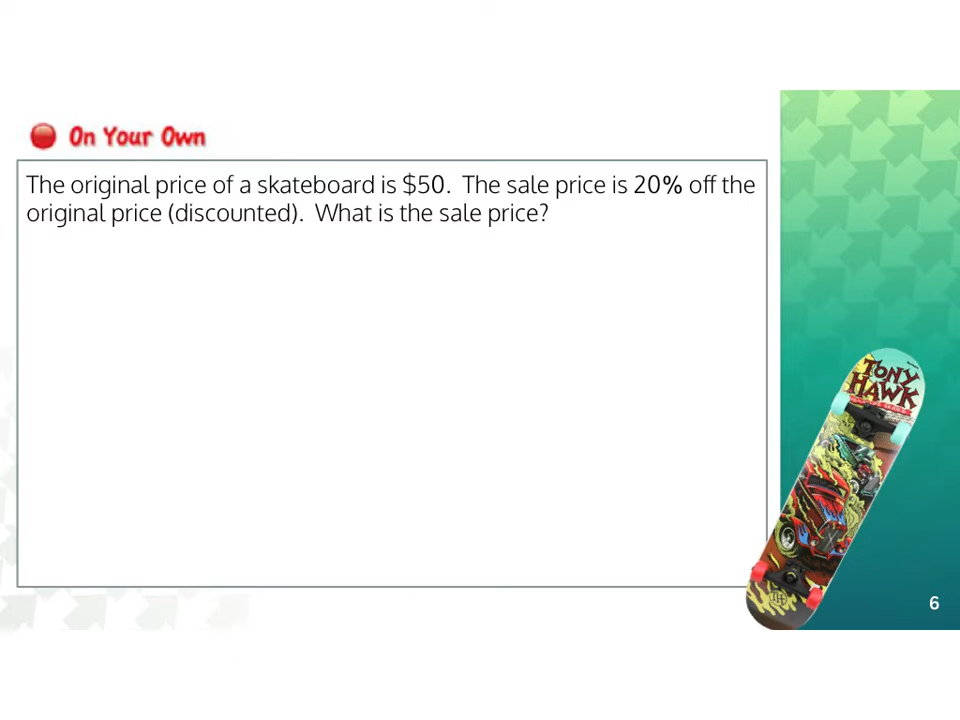 On Your Own
The original price of a skateboard is $50.  The sale price is 20% off the
original price (discounted).  What is the sale price?
TONY
HAWK
6